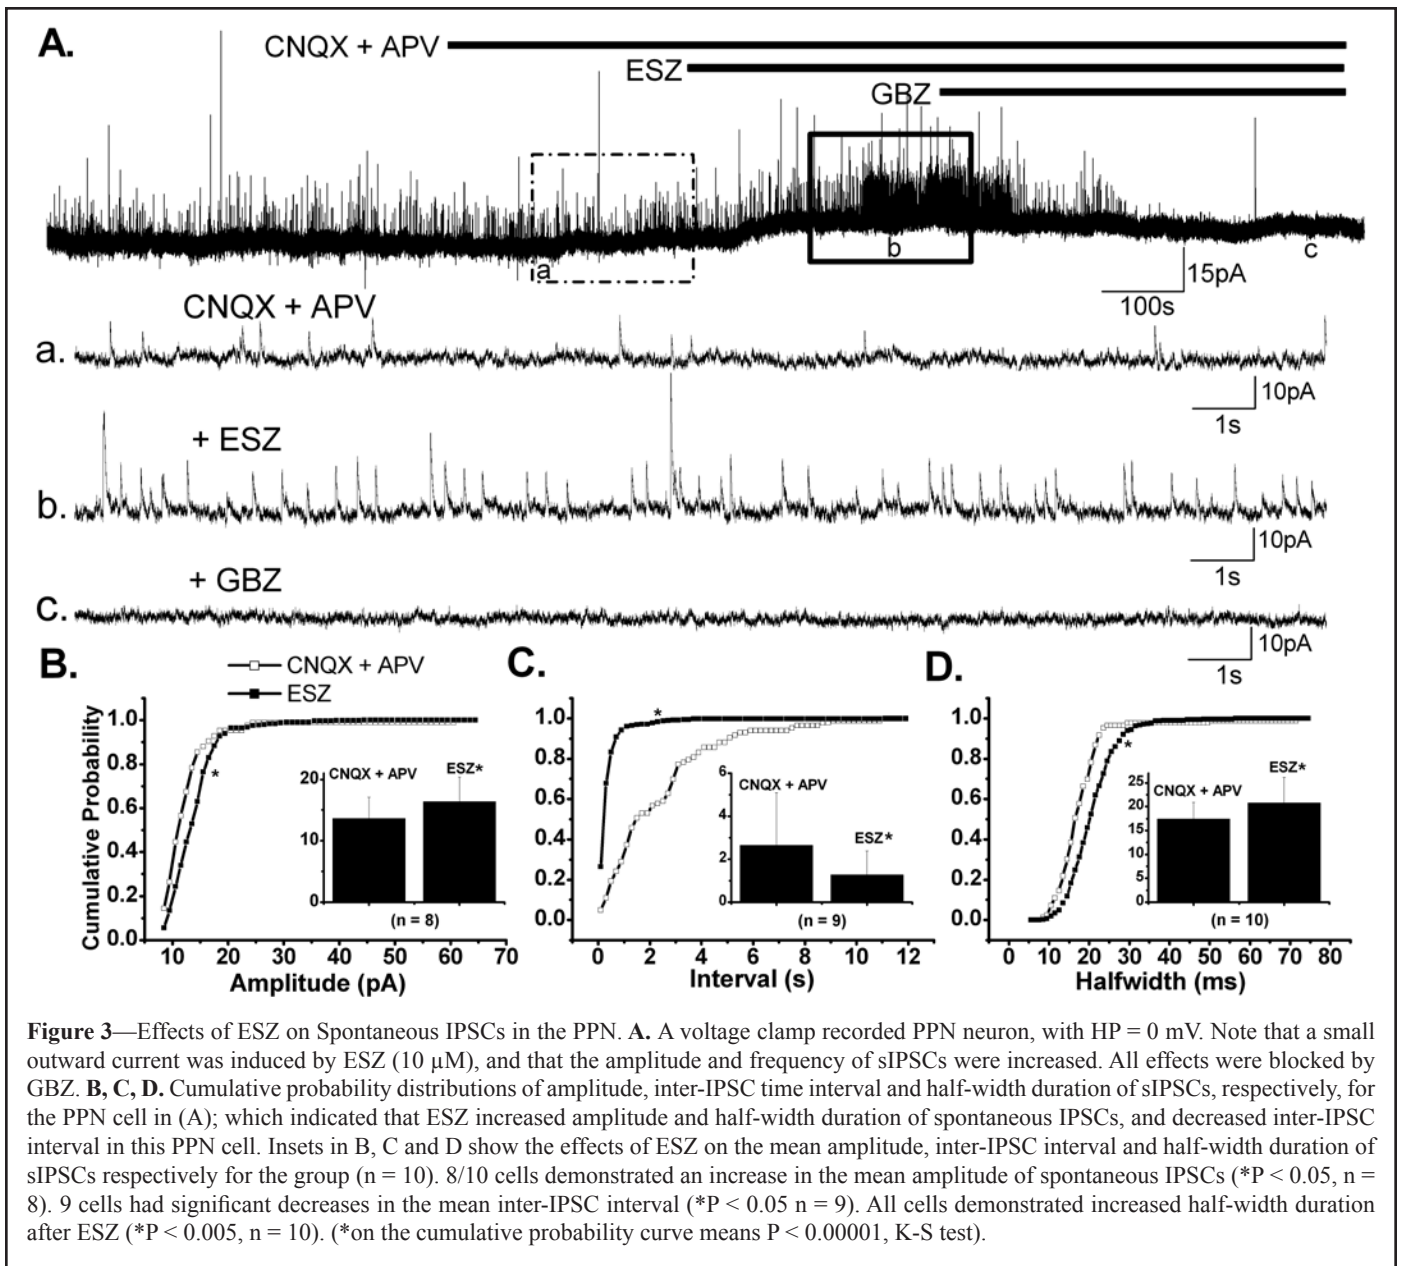 A.
CNQX + APV
ESZ
GBZ
a
b
c
15pA
100s
CNQX + APV
a.
10pA
1s
+ ESZ
b.
10pA
1s
+ GBZ
c.
10pA
1s
B.
CNQX + APV
ESZ
Cumulative Probability
1.0
0.8
0.6
0.4
0.2
0.0
*
20
10
0
CNQX + APV
ESZ*
(n = 8)
10 20 30 40 50 60 70
Amplitude (pA)
C.
1.0
0.8
0.6
0.4
0.2
0.0
*
6
4
2
0
CNQX + APV
ESZ*
(n = 9)
0 2 4 6 8 10 12
Interval (s)
D.
1.0
0.8
0.6
0.4
0.2
0.0
*
25
20
15
10
5
0
CNQX + APV
ESZ*
(n = 10)
0 10 20 30 40 50 60 70 80
Halfwidth (ms)
Figure 3—Effects of ESZ on Spontaneous IPSCs in the PPN. A. A voltage clamp recorded PPN neuron, with HP = 0 mV. Note that a small
outward current was induced by ESZ (10 µM), and that the amplitude and frequency of sIPSCs were increased. All effects were blocked by
GBZ. B, C, D. Cumulative probability distributions of amplitude, inter-IPSC time interval and half-width duration of sIPSCs, respectively, for
the PPN cell in (A); which indicated that ESZ increased amplitude and half-width duration of spontaneous IPSCs, and decreased inter-IPSC
interval in this PPN cell. Insets in B, C and D show the effects of ESZ on the mean amplitude, inter-IPSC interval and half-width duration of
sIPSCs respectively for the group (n = 10). 8/10 cells demonstrated an increase in the mean amplitude of spontaneous IPSCs (*P < 0.05, n =
8). 9 cells had significant decreases in the mean inter-IPSC interval (*P < 0.05 n = 9). All cells demonstrated increased half-width duration
after ESZ (*P < 0.005, n = 10). (*on the cumulative probability curve means P < 0.00001, K-S test).